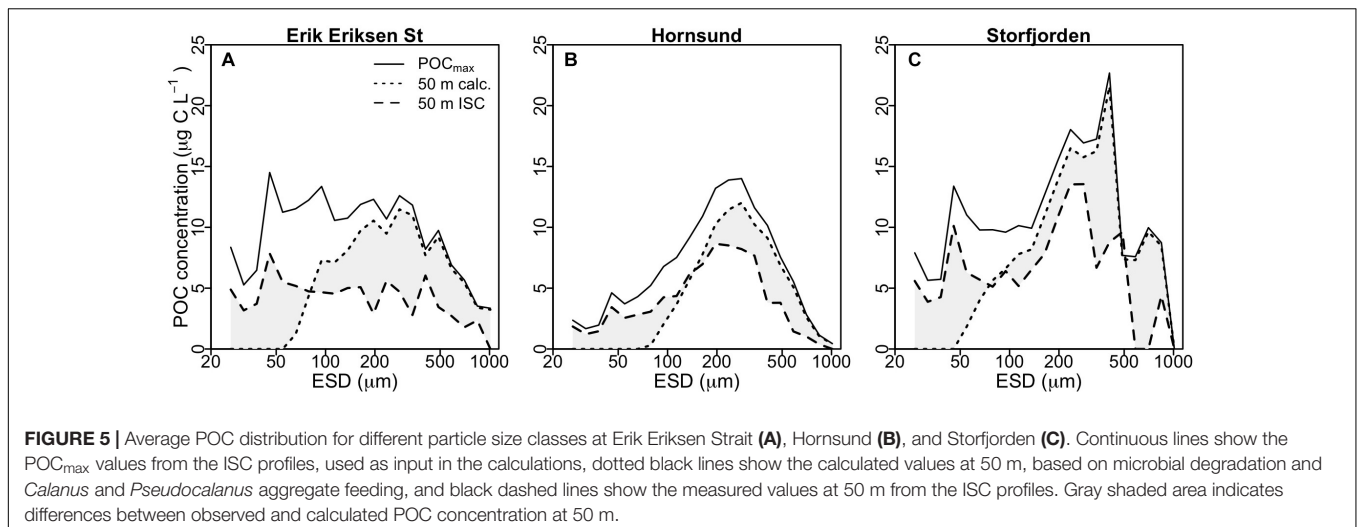 Erik Eriksen St
Hornsund
Storfjorden
A
B
C
POCmax
50 m calc.
50 m ISC
POC concentration (µg C L−1)
0 5 10 15 20 25
0 5 10 15 20 25
0 5 10 15 20 25
20 50 100 200 500 1000
20 50 100 200 500 1000
20 50 100 200 500 1000
ESD (µm)
ESD (µm)
ESD (µm)
FIGURE 5 | Average POC distribution for different particle size classes at Erik Eriksen Strait (A), Hornsund (B), and Storfjorden (C). Continuous lines show the
POCmax values from the ISC profiles, used as input in the calculations, dotted black lines show the calculated values at 50 m, based on microbial degradation and
Calanus and Pseudocalanus aggregate feeding, and black dashed lines show the measured values at 50 m from the ISC profiles. Gray shaded area indicates
differences between observed and calculated POC concentration at 50 m.